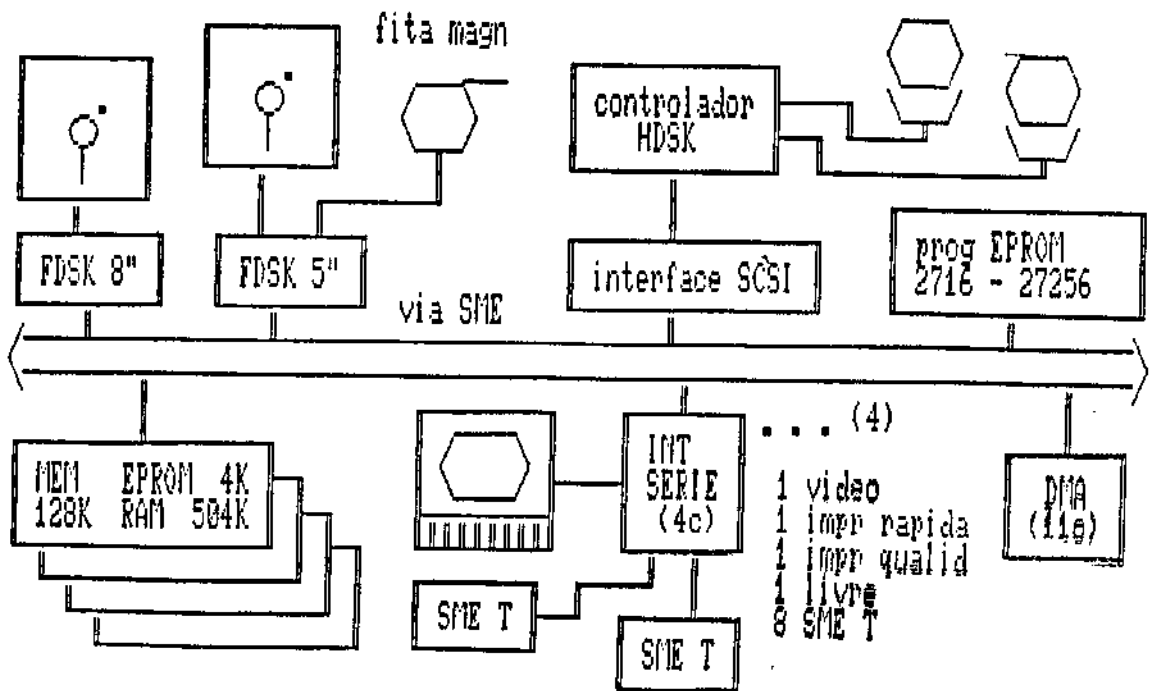 fita magn
controlador
HDSK
FDSK 8"
FDSK 5"
interface SCSI
prog EPROM
2716 - 27256
via SME
MEM EPROM 4K
128K RAM 504K
INT
SERIE
(4c)
. . . (4)
1 video
1 impr rapida
1 impr qualid
1 livre
8 SME T
DMA
SME T
SME T